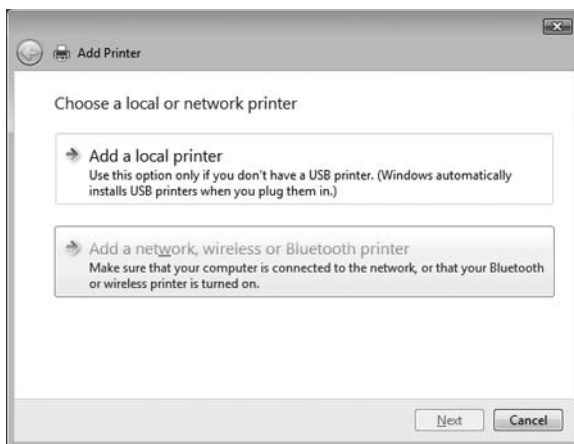 Add Printer
Choose a local or network printer
Add a local printer
Use this option only if you don't have a USB printer. (Windows automatically
installs USB printers when you plug them in.)
Add a network, wireless or Bluetooth printer
Make sure that your computer is connected to the network, or that your Bluetooth
or wireless printer is turned on.
Next Cancel